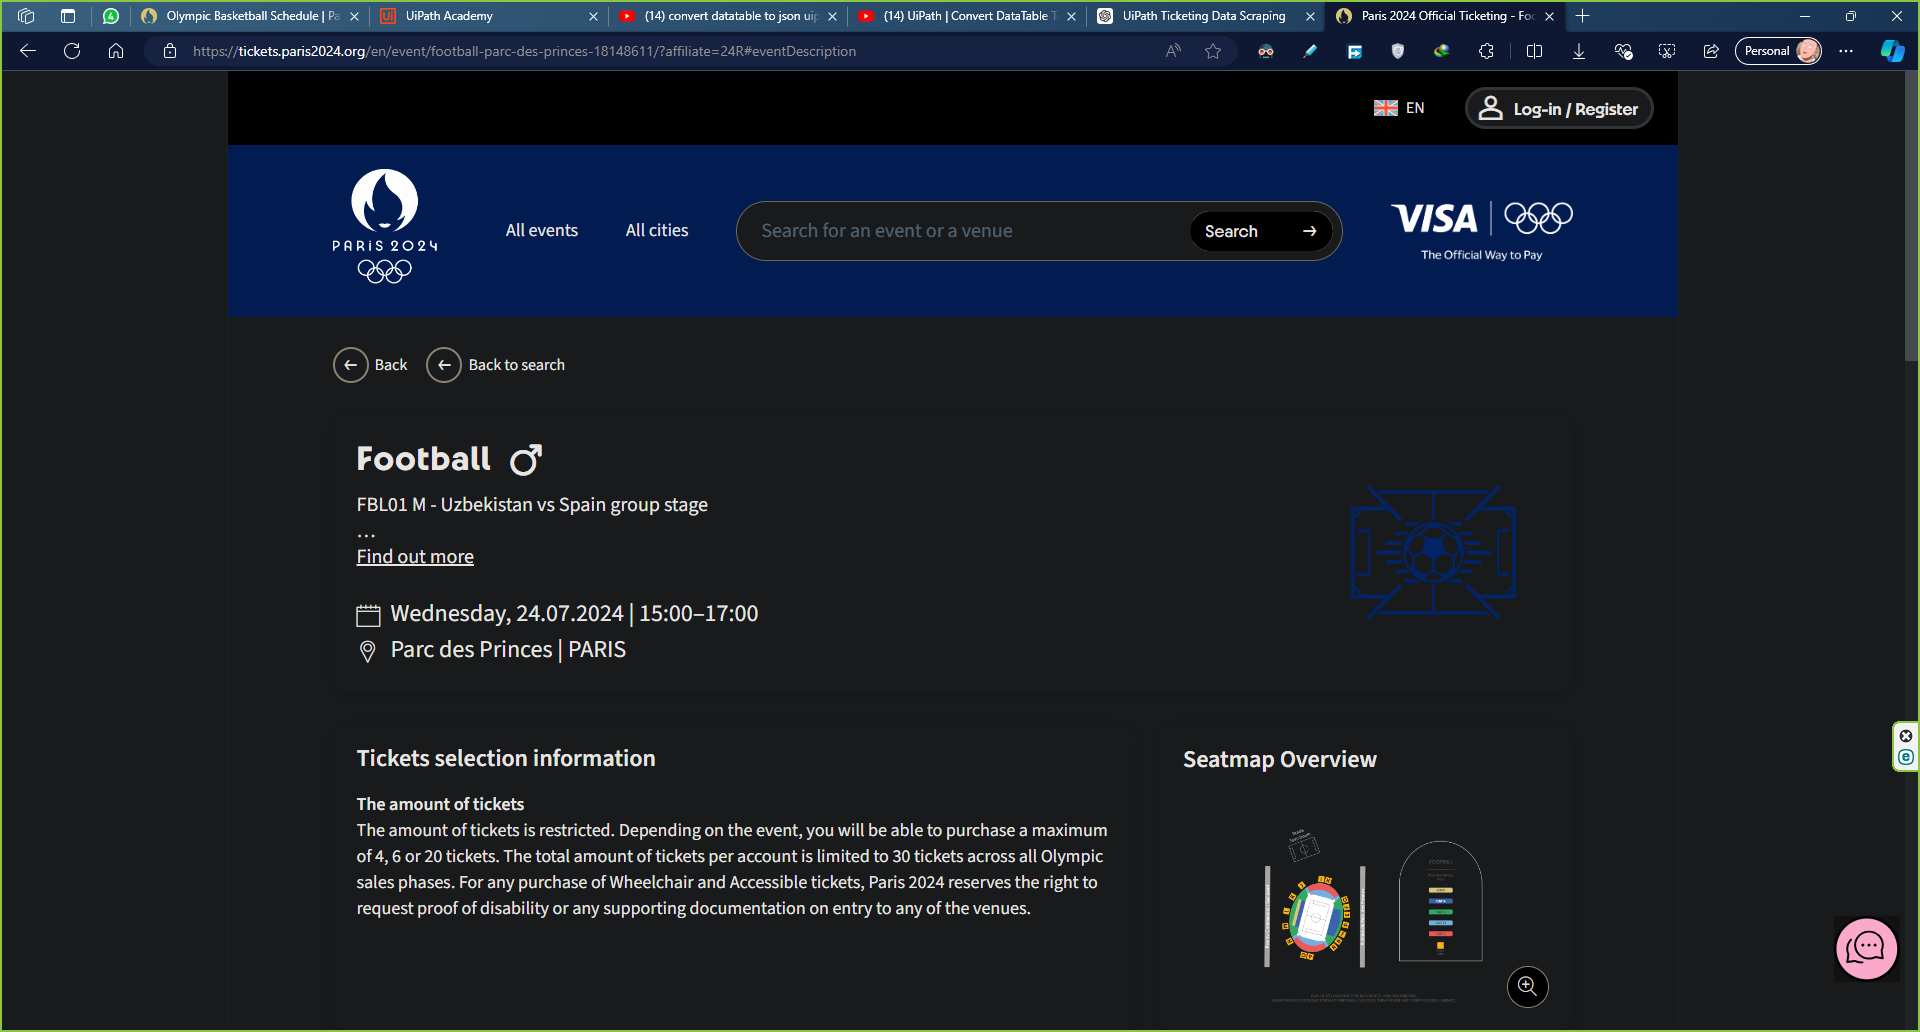 Olympic Basketball Schedule | Pa
UiPath Academy
(14) convert datatable to json uip
(14) UiPath | Convert DataTable T
UiPath Ticketing Data Scraping
Paris 2024 Official Ticketing - Foo
https://tickets.paris2024.org/en/event/football-parc-des-princes-18148611/?affiliate=24R#eventDescription
Personal
EN
Log-in / Register
PARIS 2024
All events
All cities
Search for an event or a venue
Search
VISA
The Official Way to Pay
Back
Back to search
Football
FBL01 M - Uzbekistan vs Spain group stage
...
Find out more
Wednesday, 24.07.2024 | 15:00–17:00
Parc des Princes | PARIS
Tickets selection information
Seatmap Overview
The amount of tickets
The amount of tickets is restricted. Depending on the event, you will be able to purchase a maximum
of 4, 6 or 20 tickets. The total amount of tickets per account is limited to 30 tickets across all Olympic
sales phases. For any purchase of Wheelchair and Accessible tickets, Paris 2024 reserves the right to
request proof of disability or any supporting documentation on entry to any of the venues.
FOOTBALL